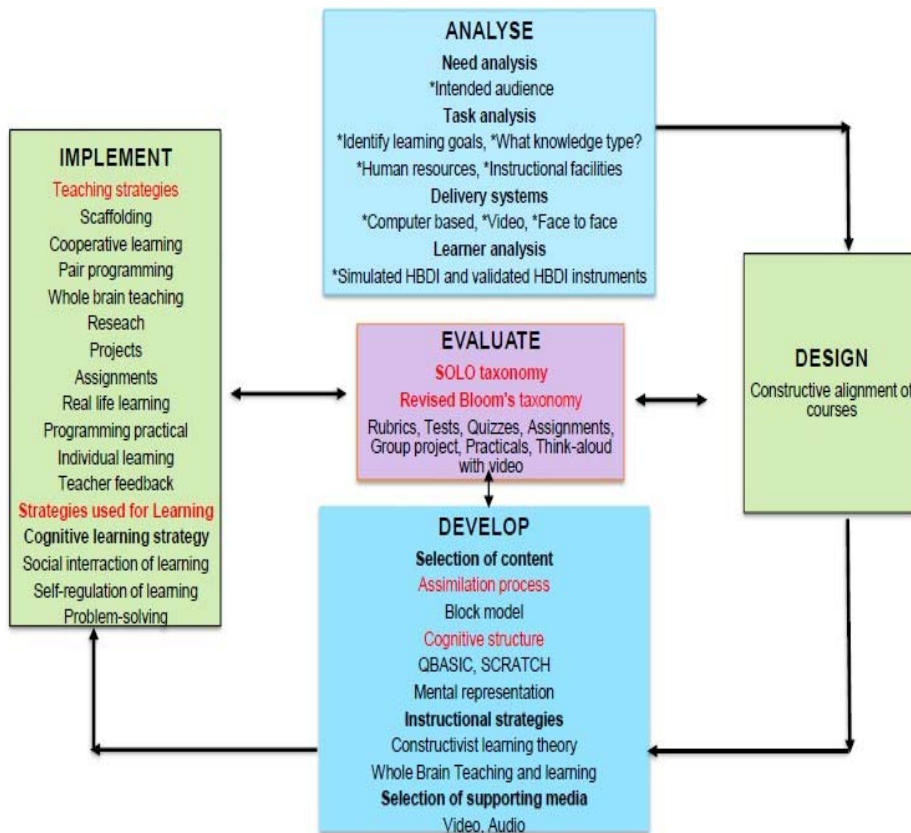 ANALYSE
Need analysis
*Intended audience
Task analysis
*Identify learning goals, *What knowledge type?
*Human resources, *Instructional facilities
Delivery systems
*Computer based, *Video, *Face to face
Learner analysis
*Simulated HBDI and validated HBDI instruments
IMPLEMENT
Teaching strategies
Scaffolding
Cooperative learning
Pair programming
Whole brain teaching
Reseach
Projects
Assignments
Real life learning
Programming practical
Individual learning
Teacher feedback
Strategies used for Learning
Cognitive learning strategy
Social interraction of learning
Self-regulation of learning
Problem-solving
EVALUATE
SOLO taxonomy
Revised Bloom's taxonomy
Rubrics, Tests, Quizzes, Assignments,
Group project, Practicals, Think-aloud
with video
DESIGN
Constructive alignment of
courses
DEVELOP
Selection of content
Assimilation process
Block model
Cognitive structure
QBASIC, SCRATCH
Mental representation
Instructional strategies
Constructivist learning theory
Whole Brain Teaching and learning
Selection of supporting media
Video, Audio